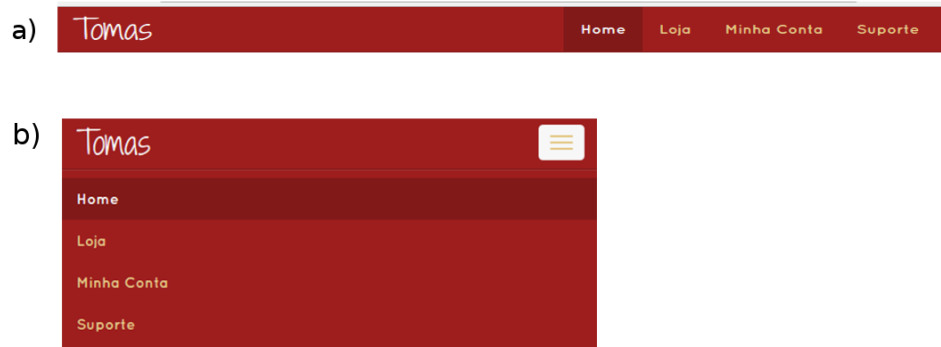 a) Tomas Home Loja Minha Conta Suporte
b) Tomas
Home
Loja
Minha Conta
Suporte